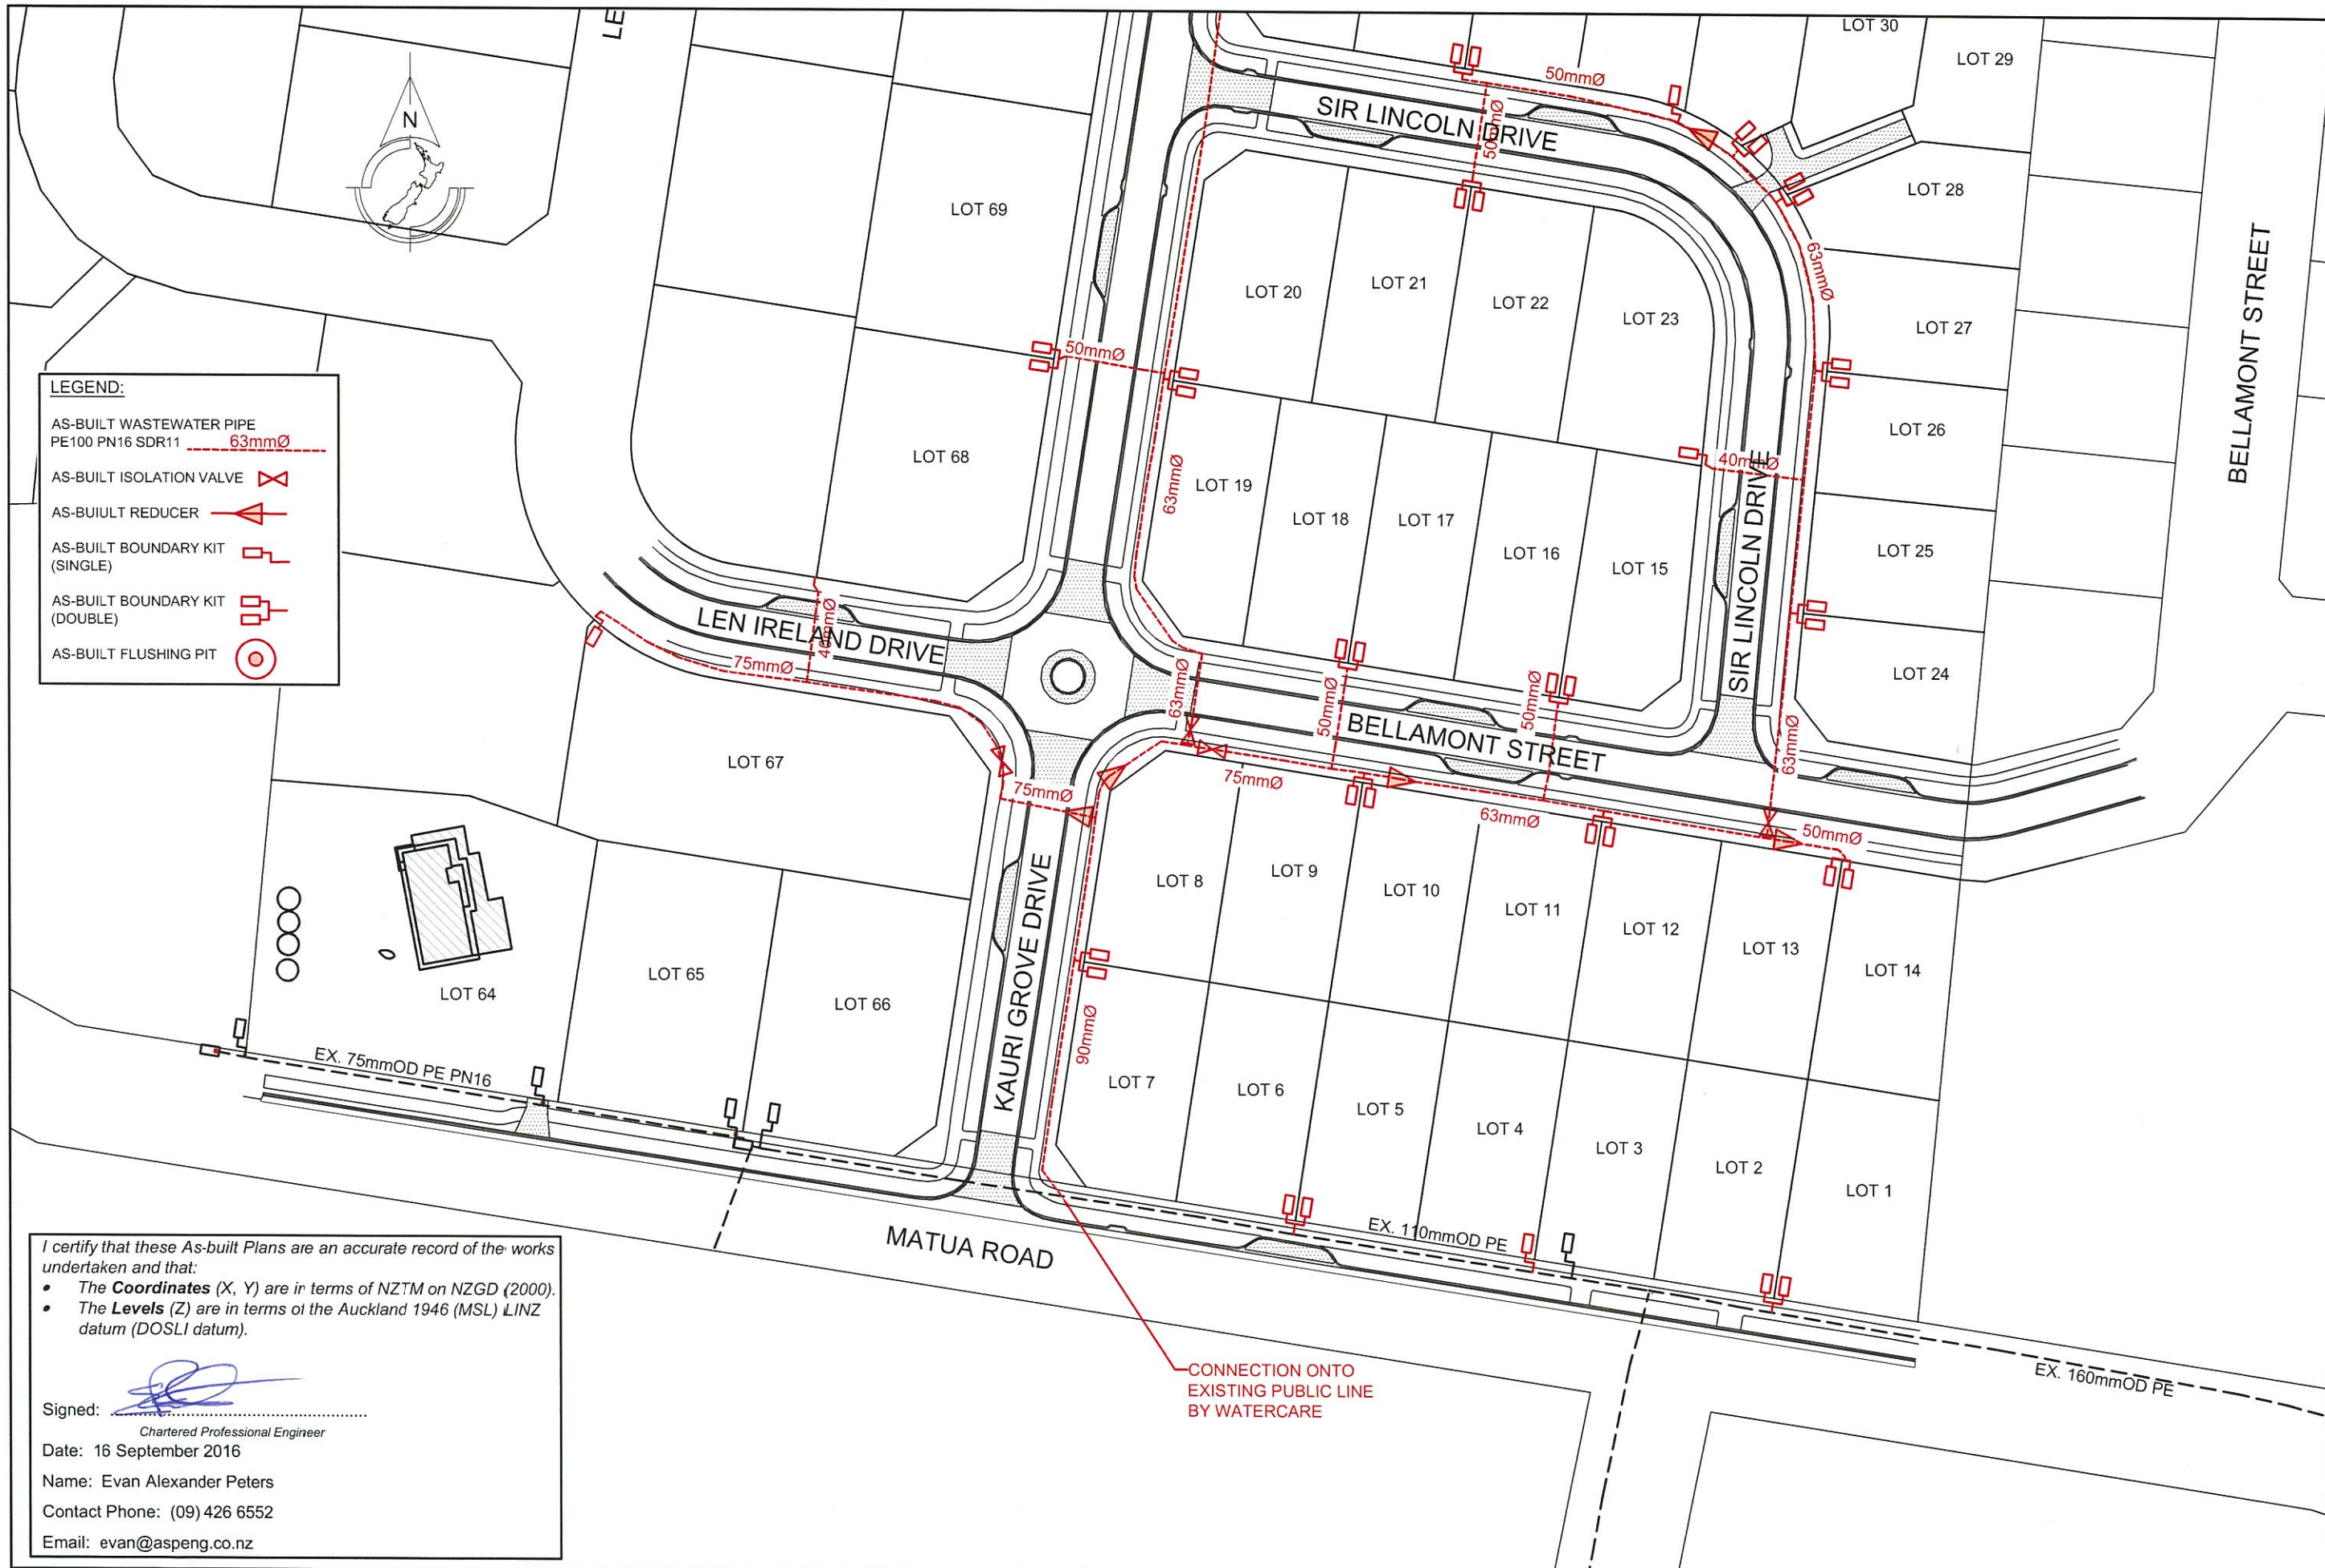 LE
LOT 30
LOT 29
N
50mmØ
SIR LINCOLN DRIVE
50mmØ
LOT 28
LOT 69
63mmØ
BELLAMONT STREET
LOT 20
LOT 21
LOT 22
LOT 23
LOT 27
50mmØ
LEGEND:
AS-BUILT WASTEWATER PIPE
PE100 PN16 SDR11 63mmØ
AS-BUILT ISOLATION VALVE
AS-BUIULT REDUCER
AS-BUILT BOUNDARY KIT
(SINGLE)
AS-BUILT BOUNDARY KIT
(DOUBLE)
AS-BUILT FLUSHING PIT
LOT 68
63mmØ
LOT 19
LOT 18
LOT 17
LOT 16
LOT 15
40mmØ
SIR LINCOLN DRIVE
LOT 26
LOT 25
LOT 24
LEN IRELAND DRIVE
40mmØ
75mmØ
63mmØ
50mmØ
50mmØ
BELLAMONT STREET
63mmØ
LOT 67
75mmØ
75mmØ
63mmØ
50mmØ
KAURI GROVE DRIVE
LOT 8
LOT 9
LOT 10
LOT 11
LOT 12
LOT 13
LOT 14
LOT 64
LOT 65
LOT 66
90mmØ
LOT 7
LOT 6
LOT 5
LOT 4
LOT 3
LOT 2
LOT 1
EX. 75mmOD PE PN16
MATUA ROAD
EX. 110mmOD PE
EX. 160mmOD PE
CONNECTION ONTO
EXISTING PUBLIC LINE
BY WATERCARE
I certify that these As-built Plans are an accurate record of the works
undertaken and that:
• The Coordinates (X, Y) are in terms of NZTM on NZGD (2000).
• The Levels (Z) are in terms of the Auckland 1946 (MSL) LINZ
datum (DOSLI datum).
Signed:
Chartered Professional Engineer
Date: 16 September 2016
Name: Evan Alexander Peters
Contact Phone: (09) 426 6552
Email: evan@aspeng.co.nz